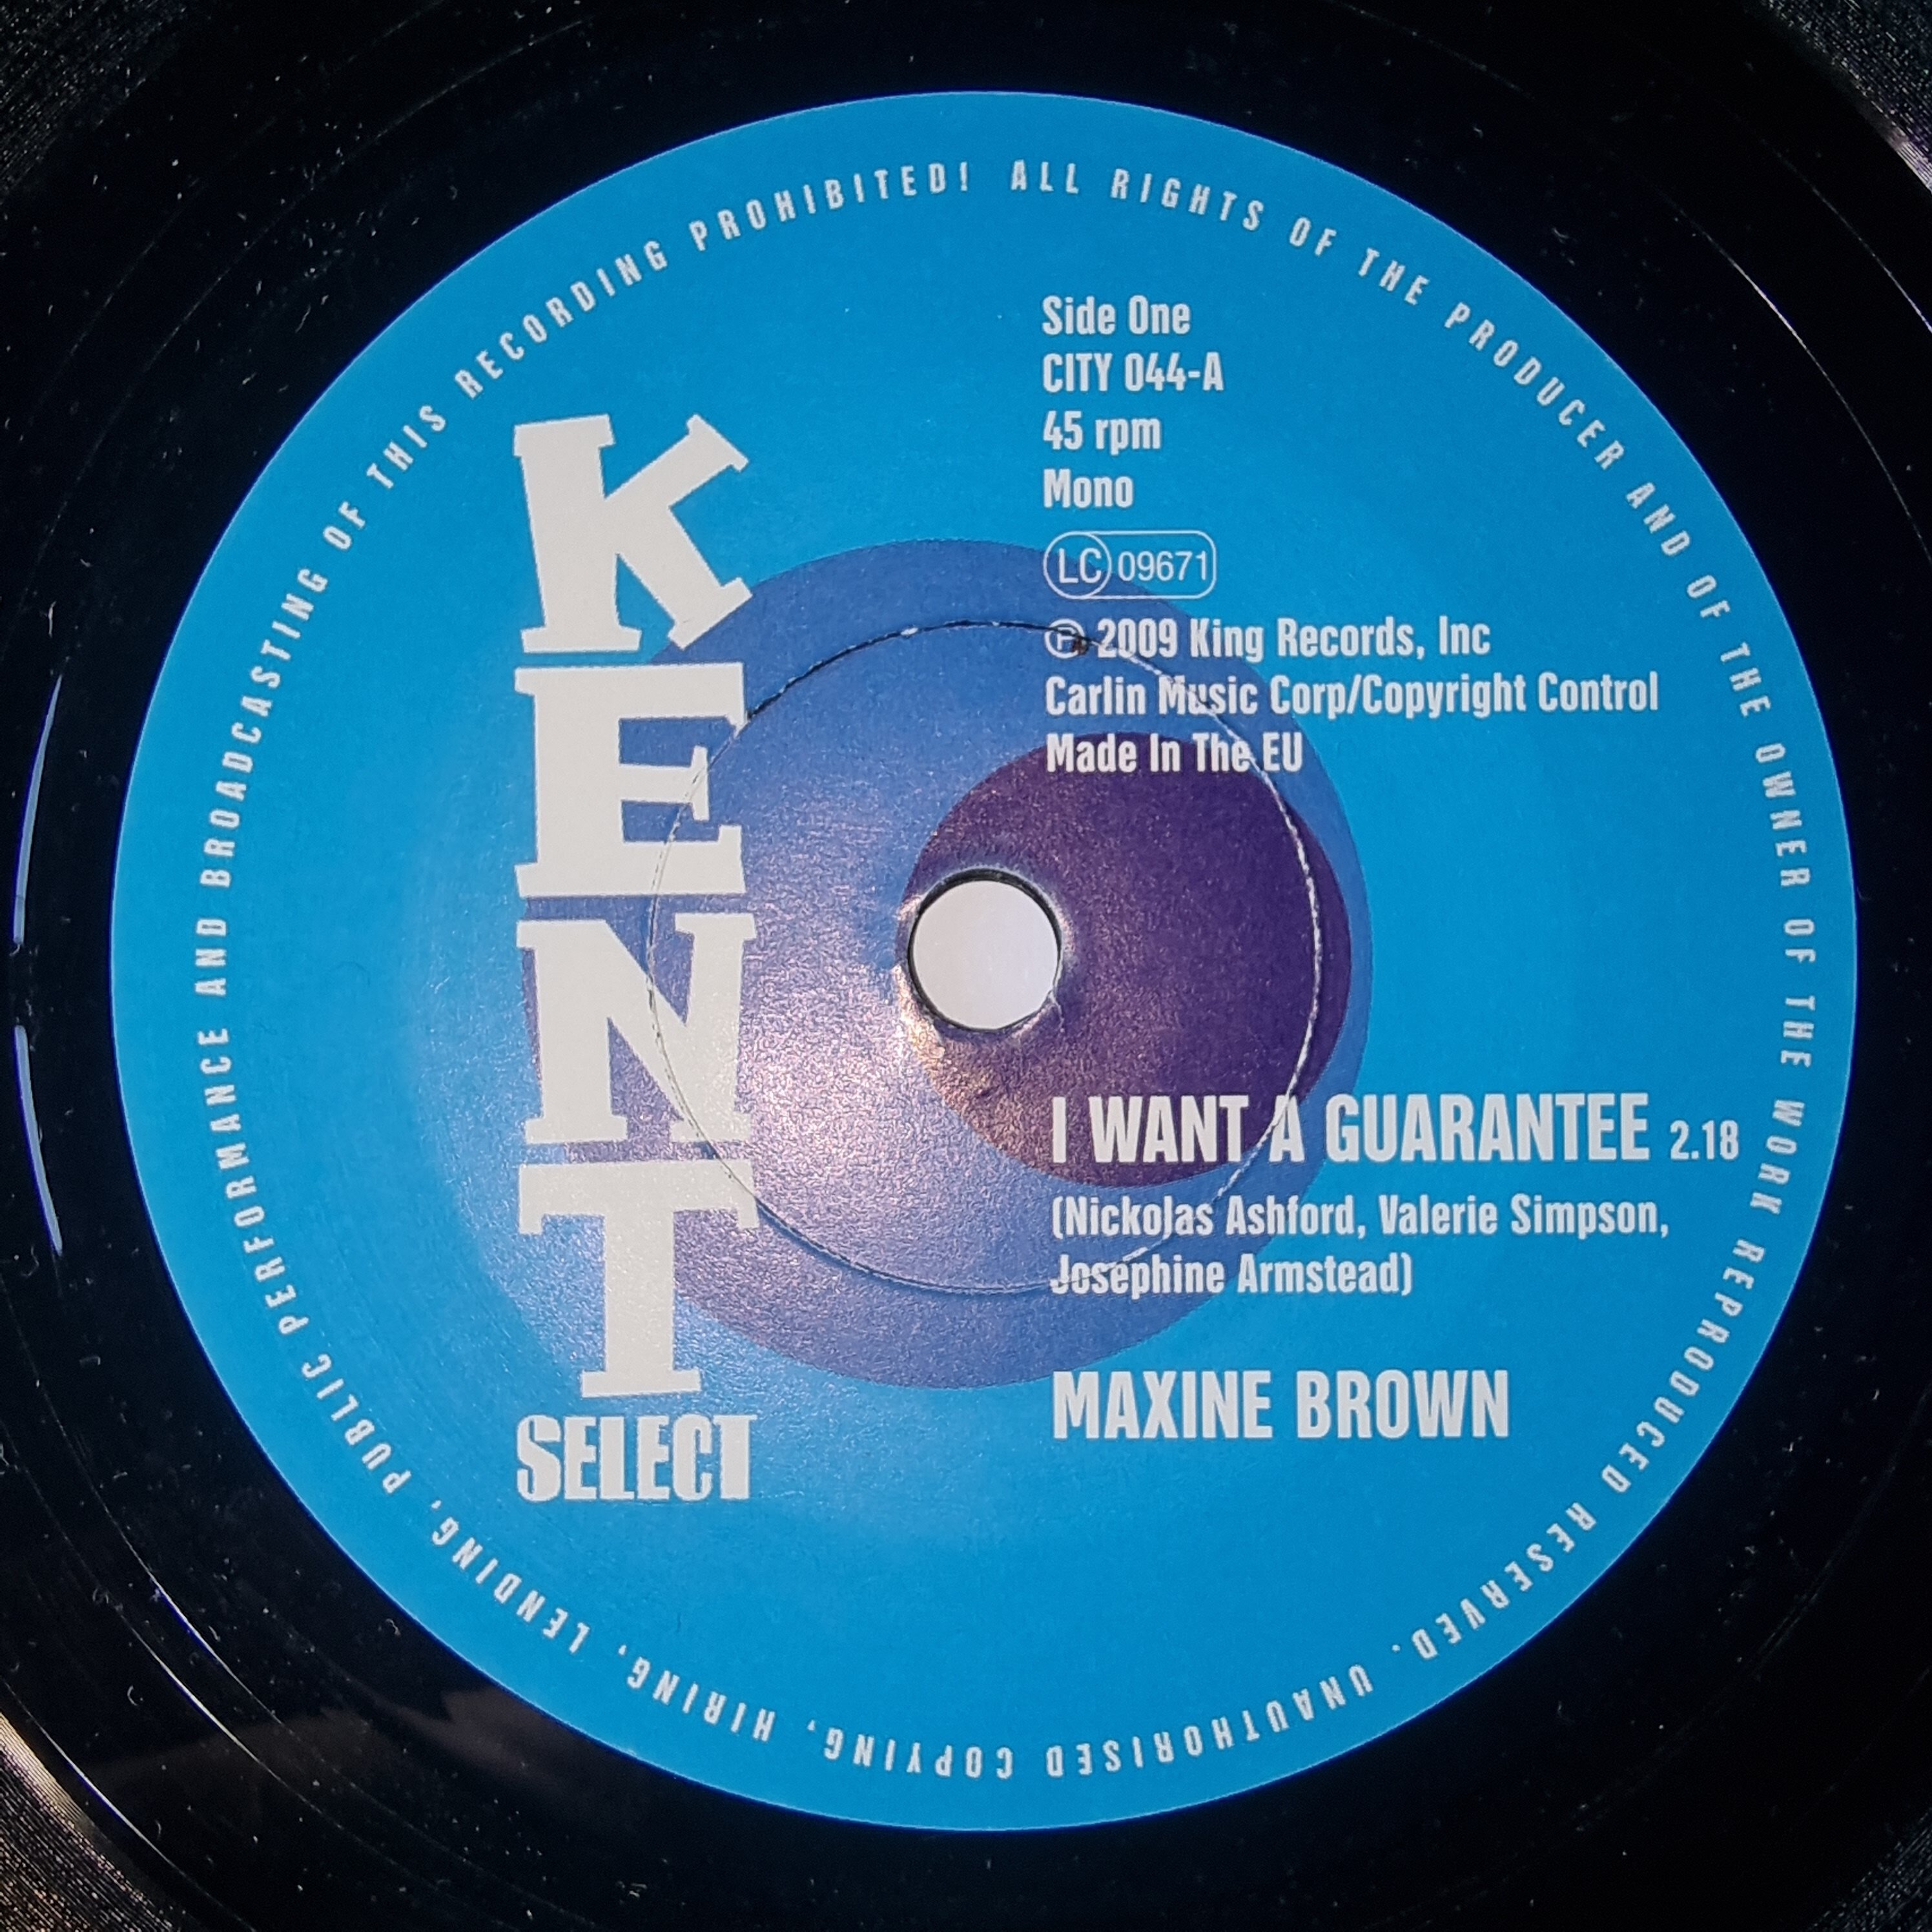 KENT
SELECT
Side One
CITY 044-A
45 rpm
Mono
LC 09671
℗ 2009 King Records, Inc
Carlin Music Corp/Copyright Control
Made In The EU
I WANT A GUARANTEE 2.18
(Nickolas Ashford, Valerie Simpson,
Josephine Armstead)
MAXINE BROWN
ALL RIGHTS OF THE PRODUCER AND OF THE OWNER OF THE WORK REPRODUCED RESERVED. UNAUTHORISED COPYING, HIRING, LENDING, PUBLIC PERFORMANCE AND BROADCASTING OF THIS RECORDING PROHIBITED!